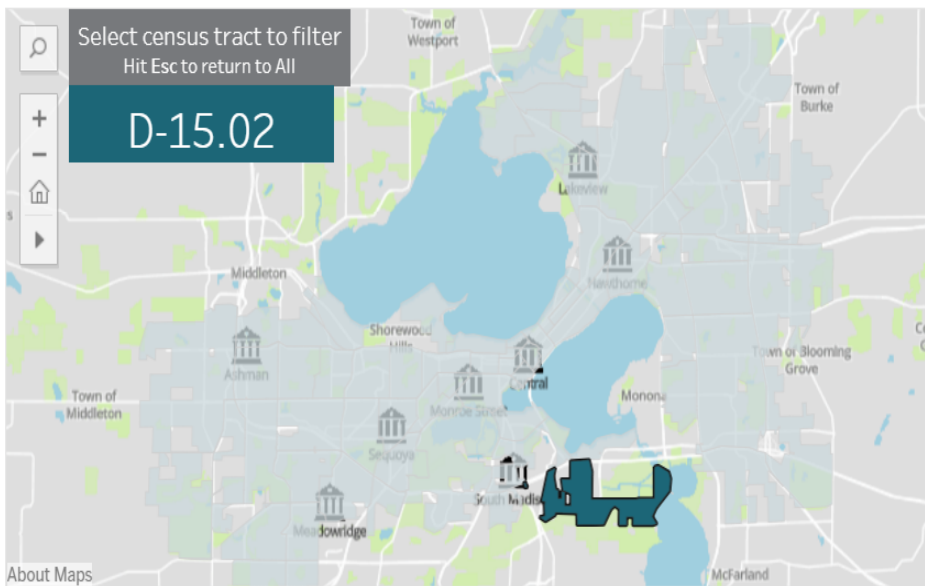 Select census tract to filter
Hit Esc to return to All
D-15.02
Town of
Westport
Town of
Burke
Lakeview
Hawthorne
Middleton
Shorewood
Hills
Ashman
Central
Town of Blooming
Grove
Town of
Middleton
Monroe Street
Monona
Sequoya
South Madis
Meadowridge
McFarland
About Maps